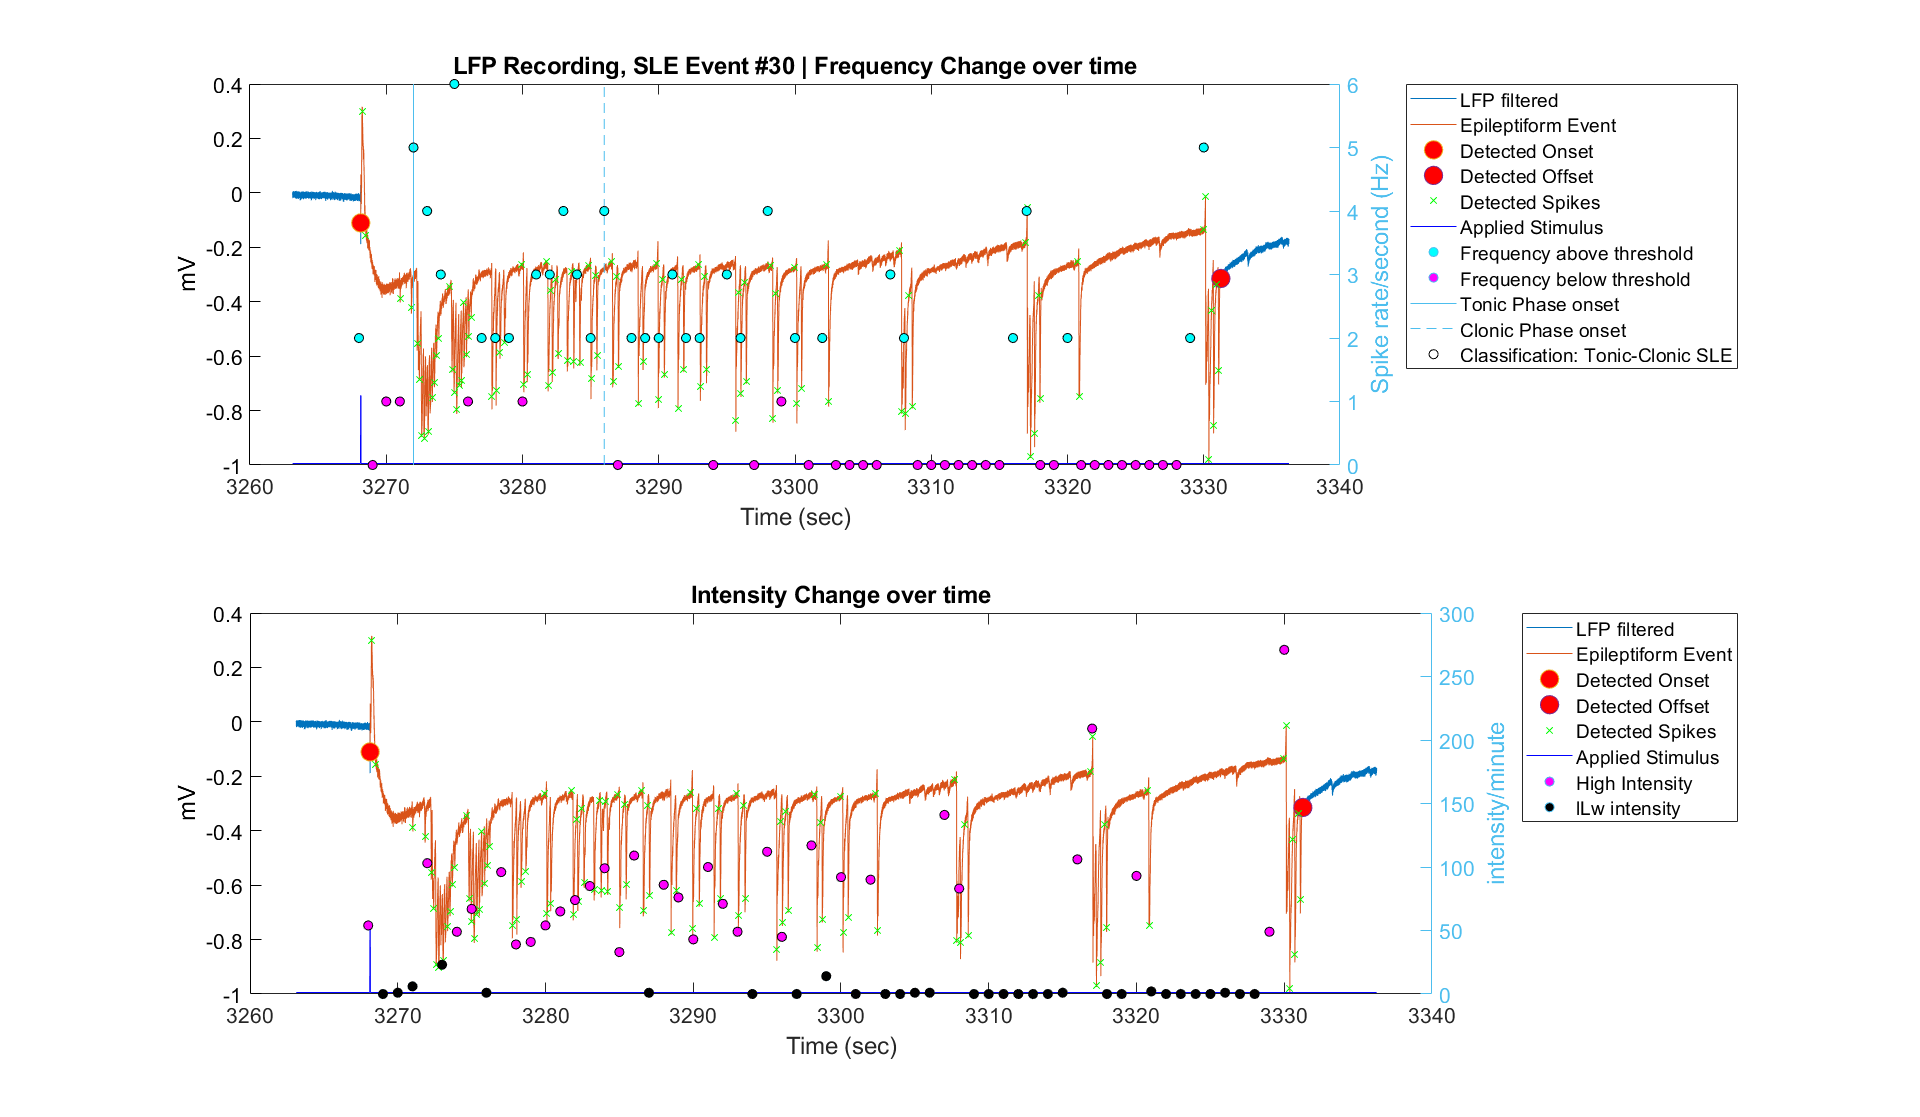 LFP Recording, SLE Event #30 | Frequency Change over time
0.4
0.2
0
-0.2
-0.4
-0.6
-0.8
-1
mV
3260
3270
3280
3290
3300
3310
3320
3330
3340
Time (sec)
6
5
4
3
2
1
0
Spike rate/second (Hz)
LFP filtered
Epileptiform Event
Detected Onset
Detected Offset
Detected Spikes
Applied Stimulus
Frequency above threshold
Frequency below threshold
Tonic Phase onset
Clonic Phase onset
Classification: Tonic-Clonic SLE
Intensity Change over time
0.4
0.2
0
-0.2
-0.4
-0.6
-0.8
-1
mV
3260
3270
3280
3290
3300
3310
3320
3330
3340
Time (sec)
300
250
200
150
100
50
0
intensity/minute
LFP filtered
Epileptiform Event
Detected Onset
Detected Offset
Detected Spikes
Applied Stimulus
High Intensity
lLw intensity